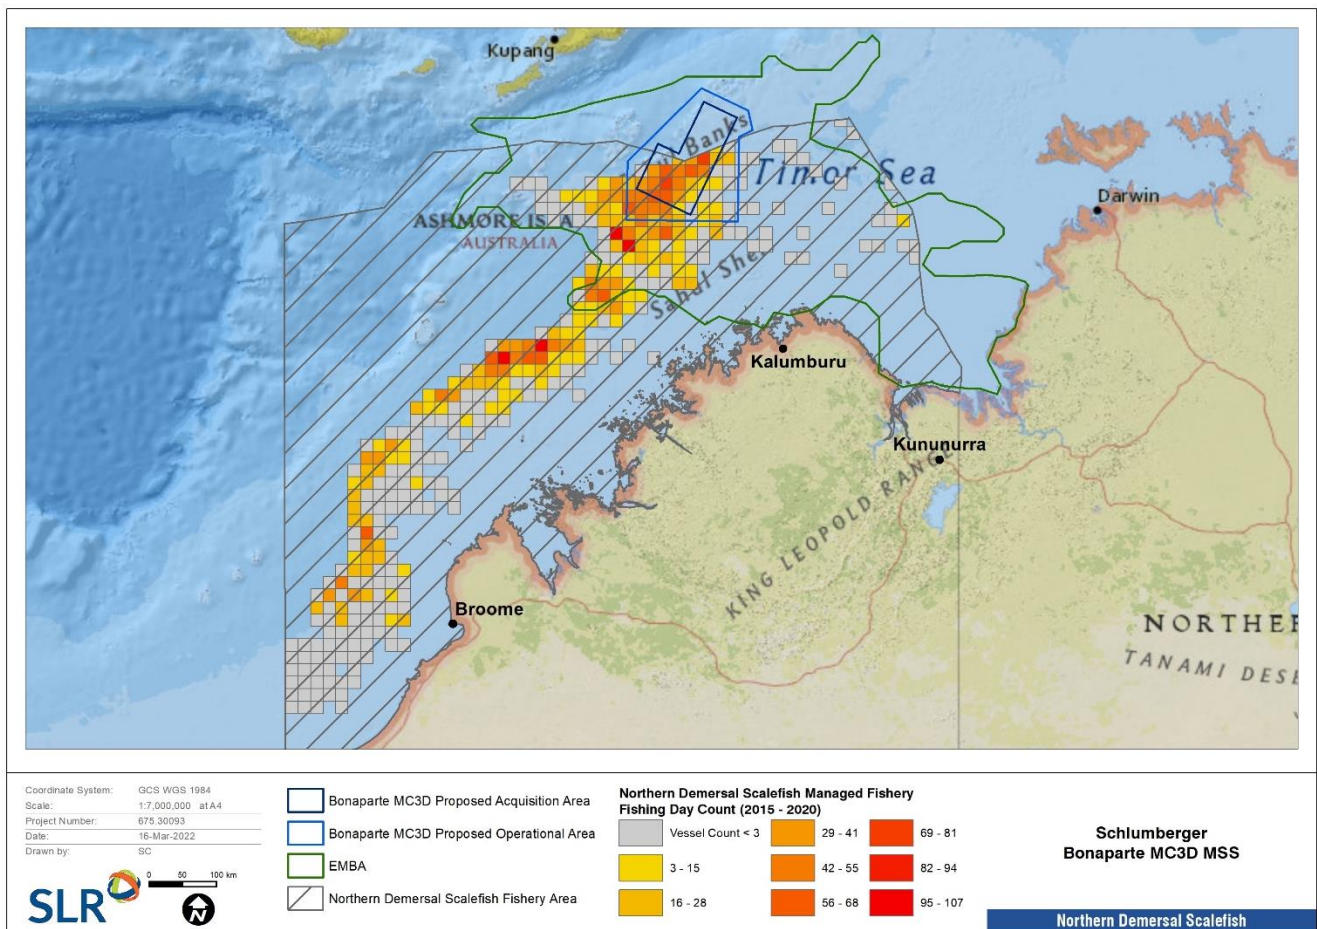 Kupang
Banks
Timor Sea
Darwin
ASHMORE IS. A
AUSTRALIA
Sahul She
Kalumburu
Kununurra
KING LEOPOLD RANGE
Broome
NORTHER
TANAMI DESE
Coordinate System: GCS WGS 1984
Scale: 1:7,000,000 at A4
Project Number: 675.30093
Date: 16-Mar-2022
Drawn by: SC
SLR
0 50 100 km
N
Bonaparte MC3D Proposed Acquisition Area
Bonaparte MC3D Proposed Operational Area
EMBA
Northern Demersal Scalefish Fishery Area
Northern Demersal Scalefish Managed Fishery
Fishing Day Count (2015 - 2020)
Vessel Count < 3
3 - 15
16 - 28
29 - 41
42 - 55
56 - 68
69 - 81
82 - 94
95 - 107
Schlumberger
Bonaparte MC3D MSS
Northern Demersal Scalefish